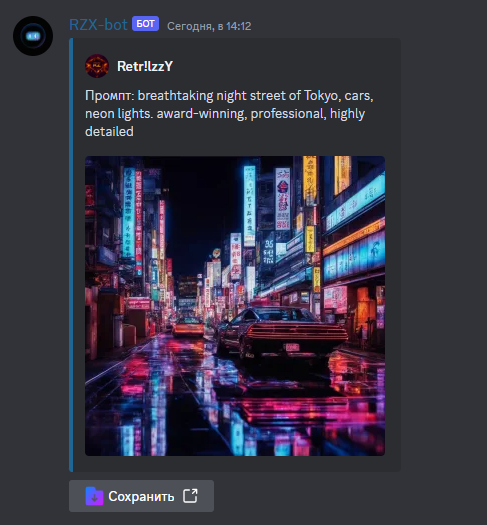 RZX-bot БОТ Сегодня, в 14:12
Retr!lzzY
Промпт: breathtaking night street of Tokyo, cars,
neon lights. award-winning, professional, highly
detailed
Сохранить